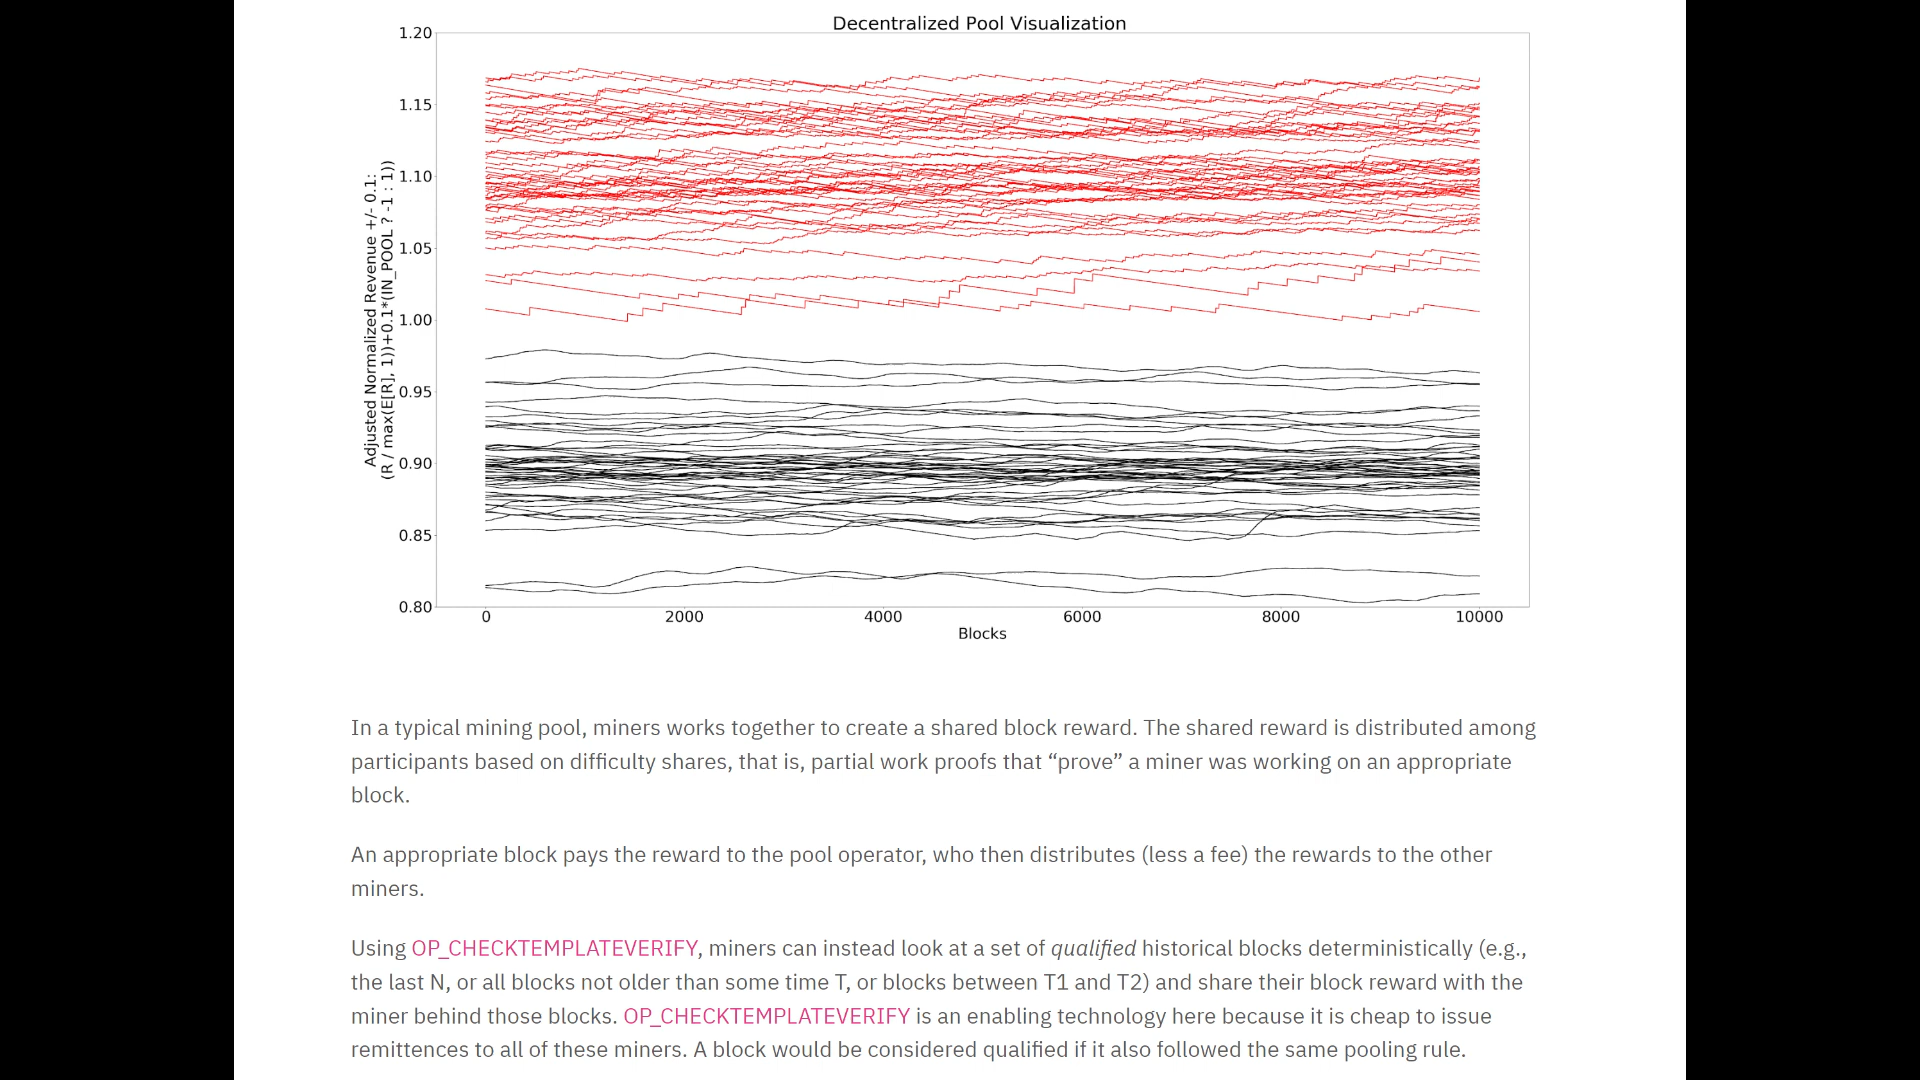 Decentralized Pool Visualization
1.20
1.15
1.10
1.05
1.00
0.95
0.90
0.85
0.80
Adjusted Normalized Revenue +/- 0.1:
(R / max(E[R], 1))+0.1*(IN_POOL ? -1 : 1))
0 2000 4000 6000 8000 10000
Blocks
In a typical mining pool, miners works together to create a shared block reward. The shared reward is distributed among
participants based on difficulty shares, that is, partial work proofs that “prove” a miner was working on an appropriate
block.
An appropriate block pays the reward to the pool operator, who then distributes (less a fee) the rewards to the other
miners.
Using OP_CHECKTEMPLATEVERIFY, miners can instead look at a set of qualified historical blocks deterministically (e.g.,
the last N, or all blocks not older than some time T, or blocks between T1 and T2) and share their block reward with the
miner behind those blocks. OP_CHECKTEMPLATEVERIFY is an enabling technology here because it is cheap to issue
remittences to all of these miners. A block would be considered qualified if it also followed the same pooling rule.